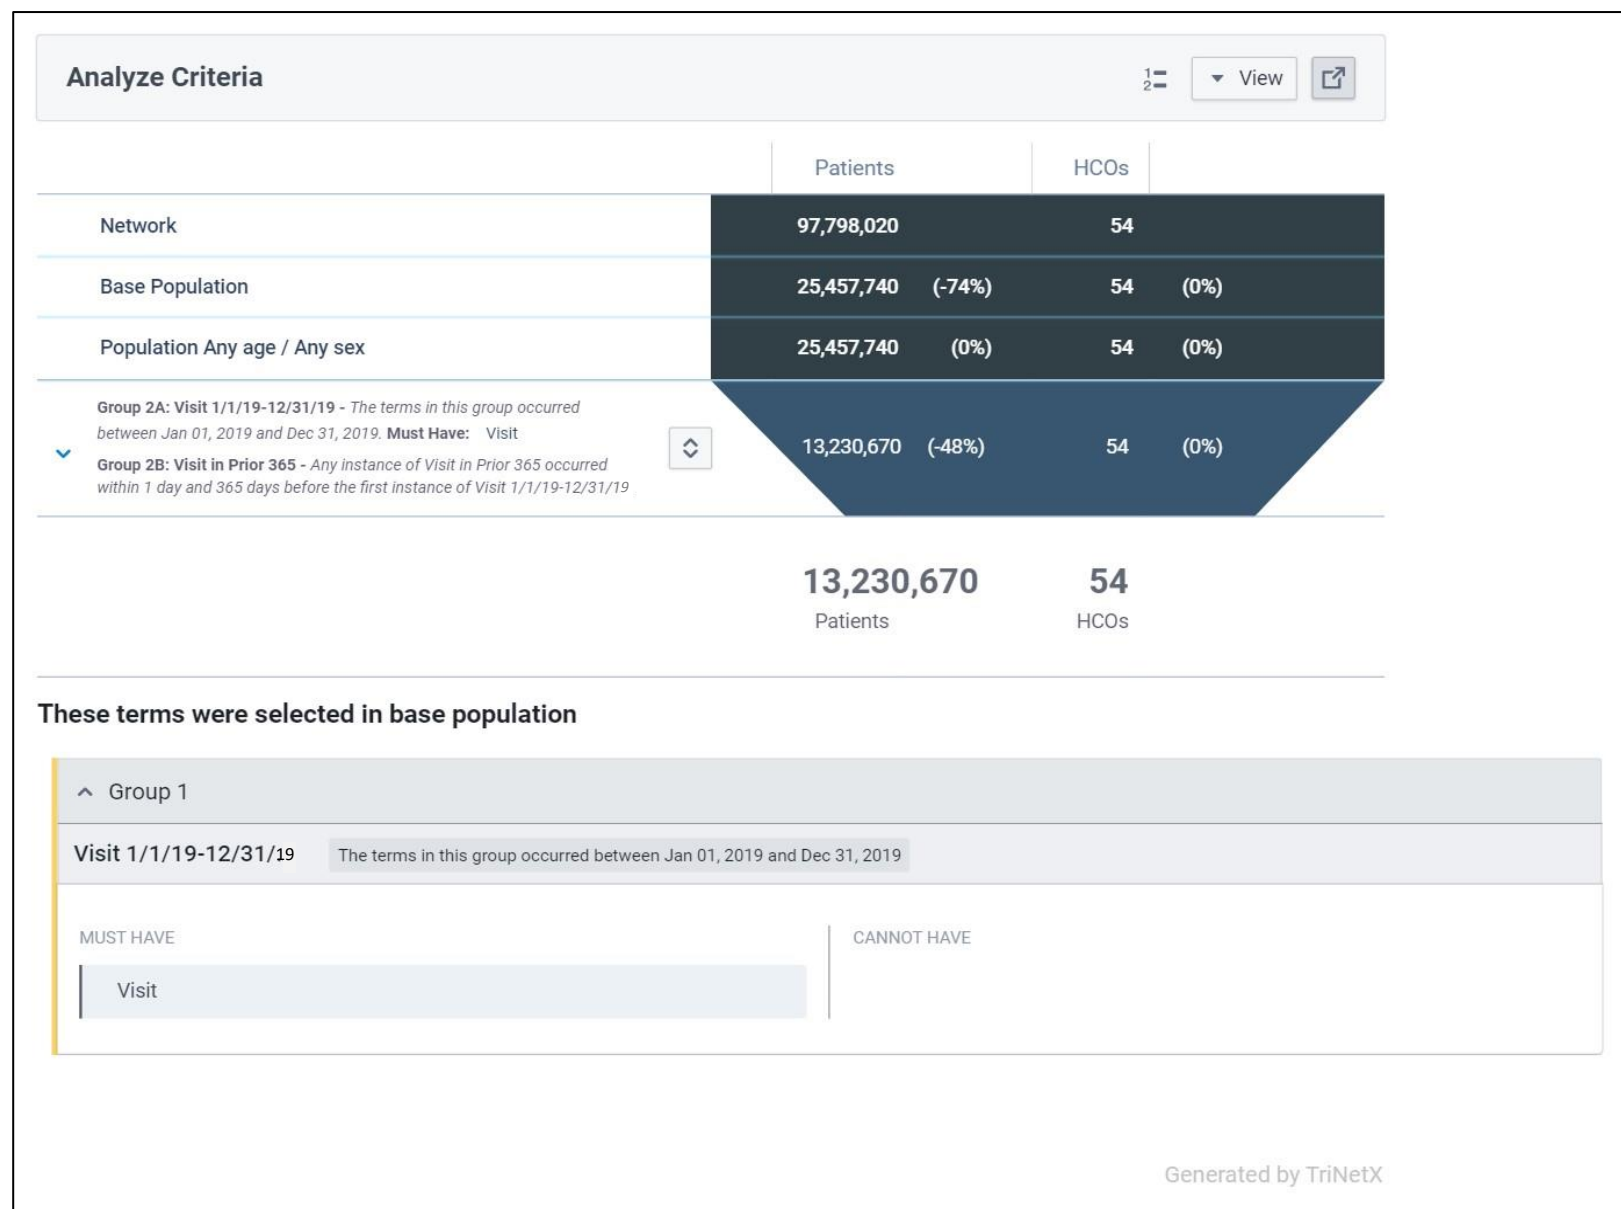 Analyze Criteria
1 2 View
Patients HCOs
Network 97,798,020 54
Base Population 25,457,740 (-74%) 54 (0%)
Population Any age / Any sex 25,457,740 (0%) 54 (0%)
Group 2A: Visit 1/1/19-12/31/19 - The terms in this group occurred
between Jan 01, 2019 and Dec 31, 2019. Must Have: Visit
13,230,670 (-48%) 54 (0%)
Group 2B: Visit in Prior 365 - Any instance of Visit in Prior 365 occurred
within 1 day and 365 days before the first instance of Visit 1/1/19-12/31/19
13,230,670 54
Patients HCOs
These terms were selected in base population
Group 1
Visit 1/1/19-12/31/19 The terms in this group occurred between Jan 01, 2019 and Dec 31, 2019
MUST HAVE CANNOT HAVE
Visit
Generated by TriNetX